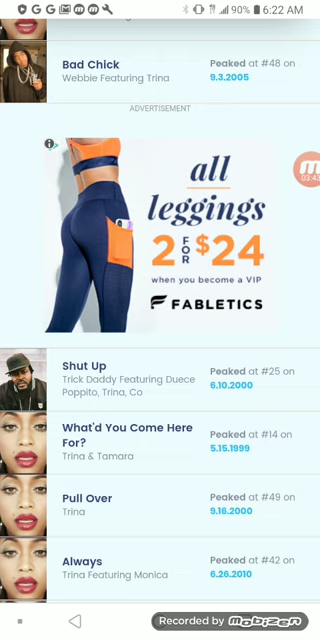 90% 6:22 AM
Bad Chick
Webbie Featuring Trina
Peaked at #48 on
9.3.2005
ADVERTISEMENT
all
leggings
2 FOR $24
when you become a VIP
FABLETICS
03:43
Shut Up
Trick Daddy Featuring Duece
Poppito, Trina, Co
Peaked at #25 on
6.10.2000
What'd You Come Here
For?
Trina & Tamara
Peaked at #14 on
5.15.1999
Pull Over
Trina
Peaked at #49 on
9.16.2000
Always
Trina Featuring Monica
Peaked at #42 on
6.26.2010
Recorded by Mobizen